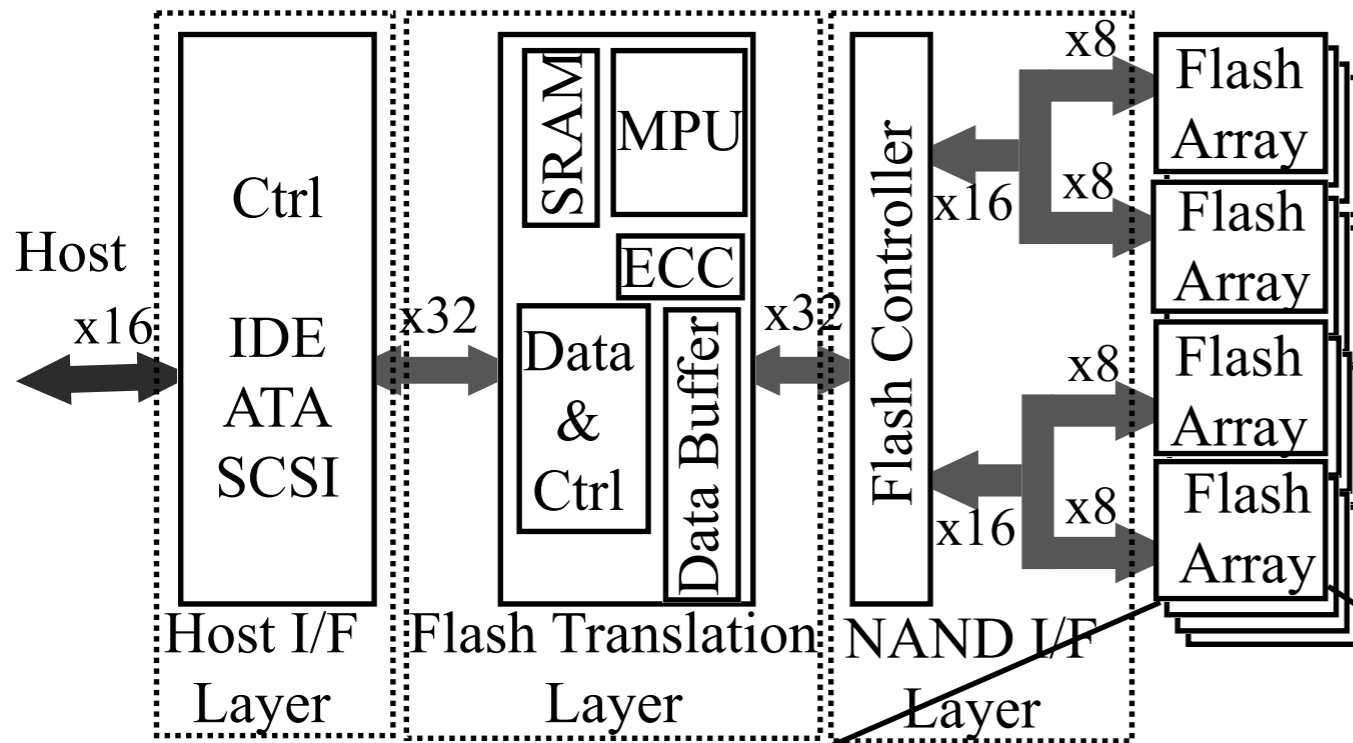 Host
x16
Ctrl
IDE
ATA
SCSI
Host I/F
Layer
x32
SRAM
MPU
ECC
Data
&
Ctrl
Data Buffer
Flash Translation
Layer
x32
Flash Controller
NAND I/F
Layer
x16
x8
x8
x16
x8
x8
Flash
Array
Flash
Array
Flash
Array
Flash
Array